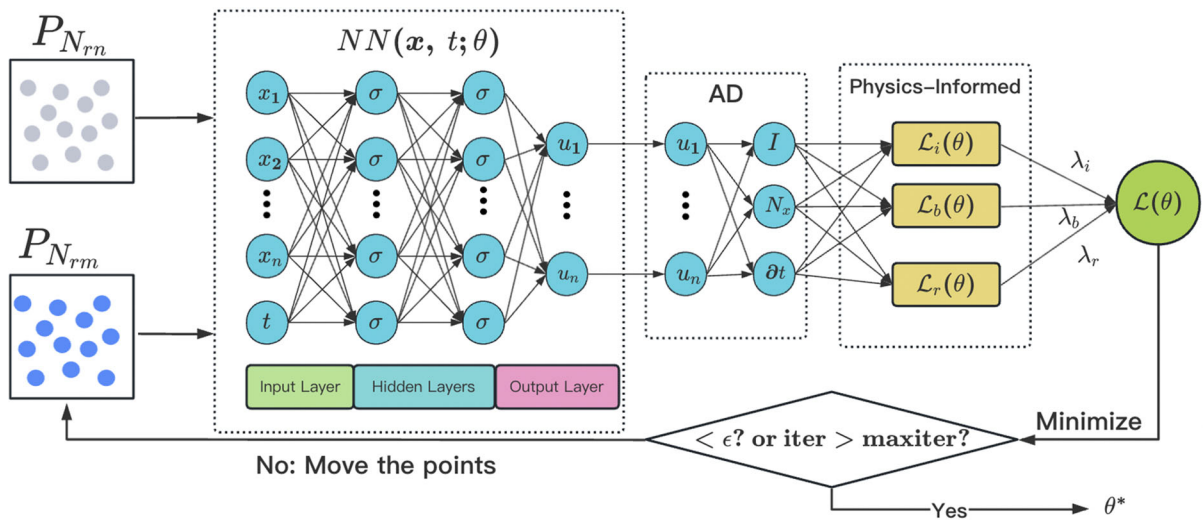 P_{N_{rn}}
NN(x, t; θ)
x_1 σ σ
x_2 σ σ
u_1
x_n σ σ
u_n
t σ σ
Input Layer Hidden Layers Output Layer
AD
u_1 I
N_x
u_n ∂t
Physics-Informed
ℒ_i(θ)
ℒ_b(θ)
ℒ_r(θ)
λ_i
λ_b
λ_r
ℒ(θ)
P_{N_{rm}}
Minimize
< ϵ? or iter > maxiter?
No: Move the points
Yes
θ*